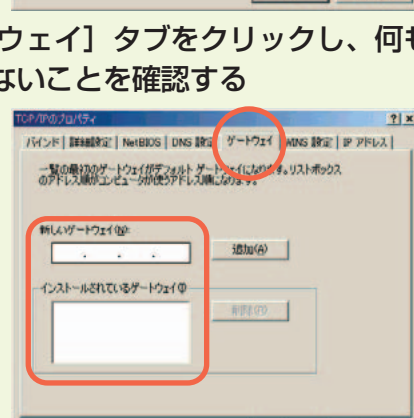 ウェイ］タブをクリックし、何も
ないことを確認する
TCP/IPのプロパティ
バインド 詳細設定 NetBIOS DNS 設定 ゲートウェイ WINS 設定 IP アドレス
一覧の最初のゲートウェイがデフォルト ゲートウェイになります。リストボックス
のアドレス順がコンピュータが使うアドレス順になります。
新しいゲートウェイ(N):
追加(A)
インストールされているゲートウェイ(I)
削除(R)